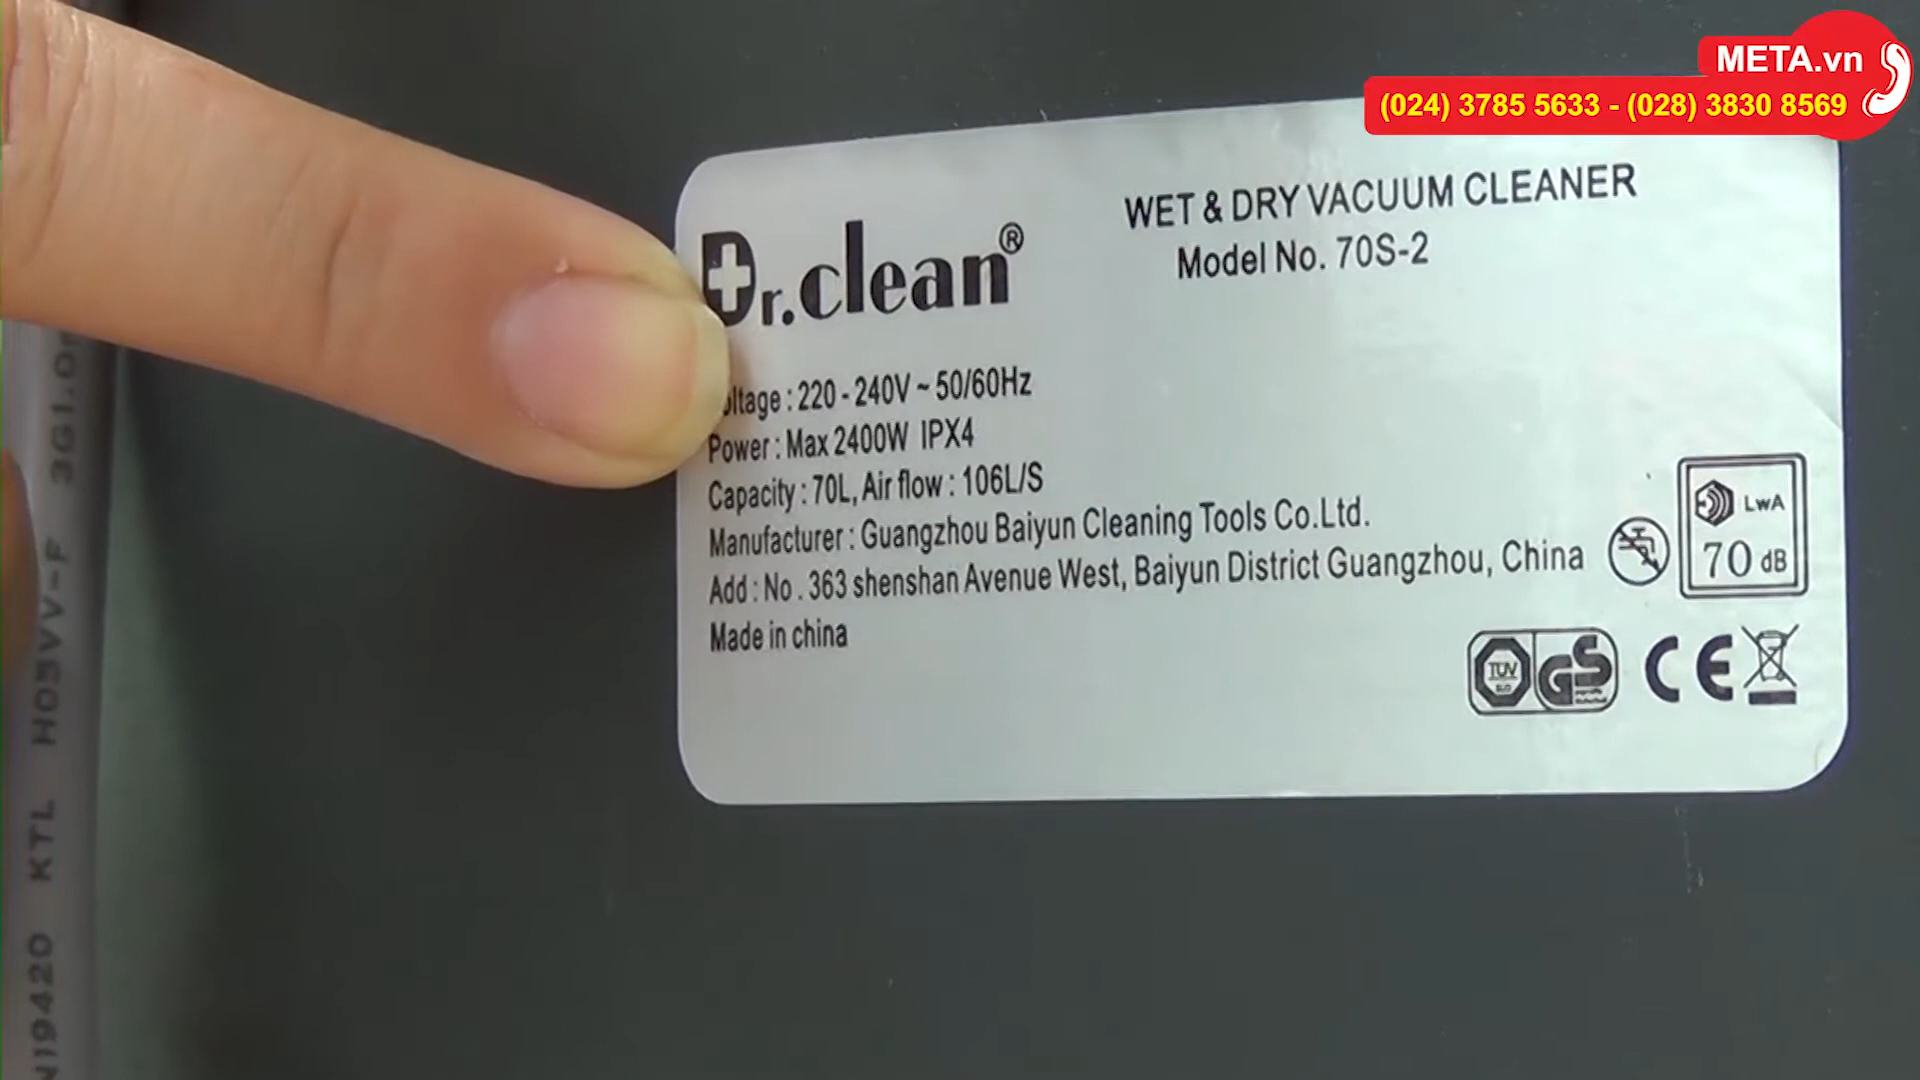 META.vn
(024) 3785 5633 - (028) 3830 8569
WET & DRY VACUUM CLEANER
Model No. 70S-2
Dr.clean®
oltage : 220 - 240V ~ 50/60Hz
Power : Max 2400W IPX4
Capacity : 70L, Air flow : 106L/S
Manufacturer : Guangzhou Baiyun Cleaning Tools Co.Ltd.
Add : No . 363 shenshan Avenue West, Baiyun District Guangzhou, China
Made in china
LwA
70 dB
TÜV
GS
CE
N19420 KTL H05VV-F 3G1.0